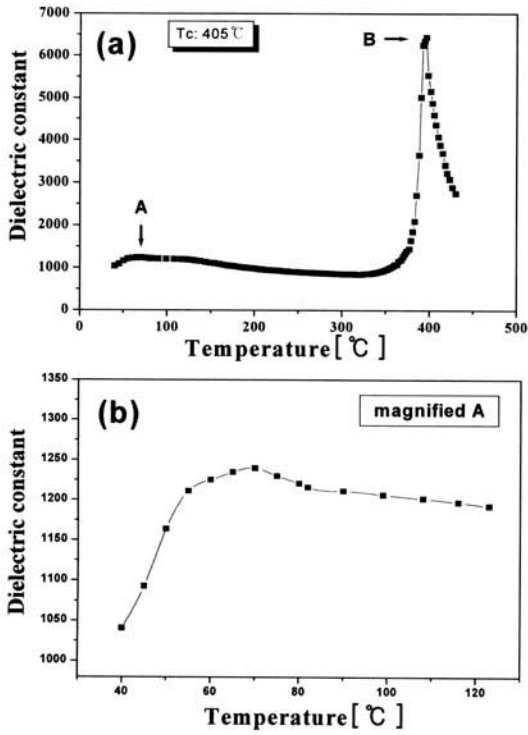 7000
6000
5000
4000
3000
2000
1000
0
Dielectric constant
(a)
Tc: 405℃
A
B
0 100 200 300 400 500
Temperature[℃]
1350
1300
1250
1200
1150
1100
1050
1000
Dielectric constant
(b)
magnified A
40 60 80 100 120
Temperature[℃]